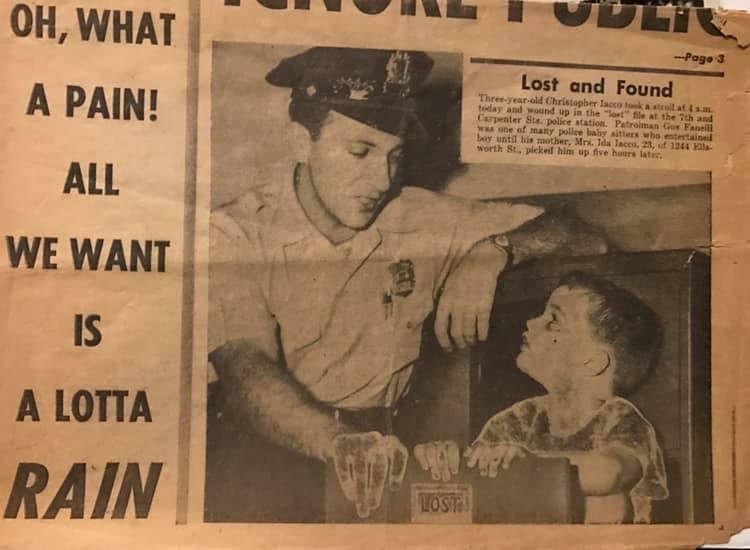 OH, WHAT
A PAIN!
ALL
WE WANT
IS
A LOTTA
RAIN
—Page 3
Lost and Found
Three-year-old Christopher Iacco took a stroll at 4 a.m.
today and wound up in the "lost" file at the 7th and
Carpenter Sts. police station. Patrolman Gus Fanelli
was one of many police baby sitters who entertained
boy until his mother, Mrs. Ida Iacco, 23, of 1244 Ells-
worth St., picked him up five hours later.
LOST